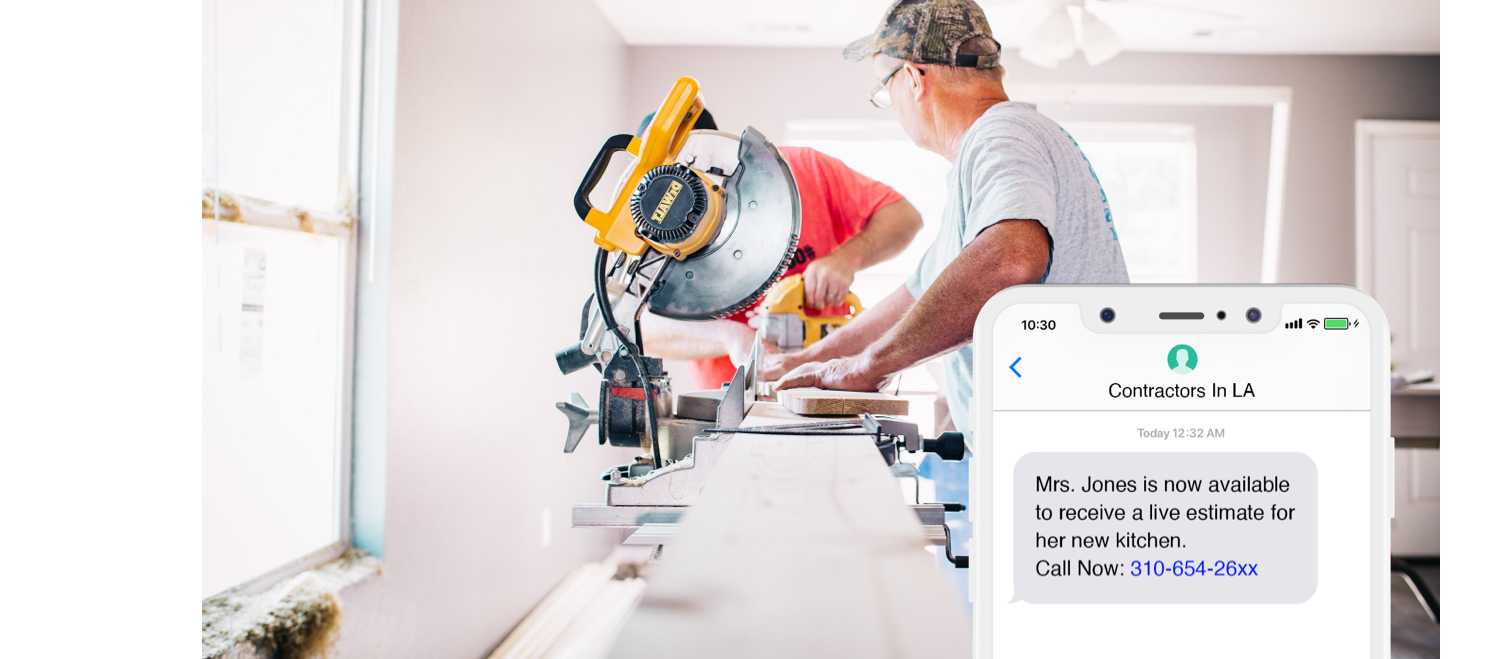 DEWALT
10:30
Contractors In LA
Today 12:32 AM
Mrs. Jones is now available
to receive a live estimate for
her new kitchen.
Call Now: 310-654-26xx